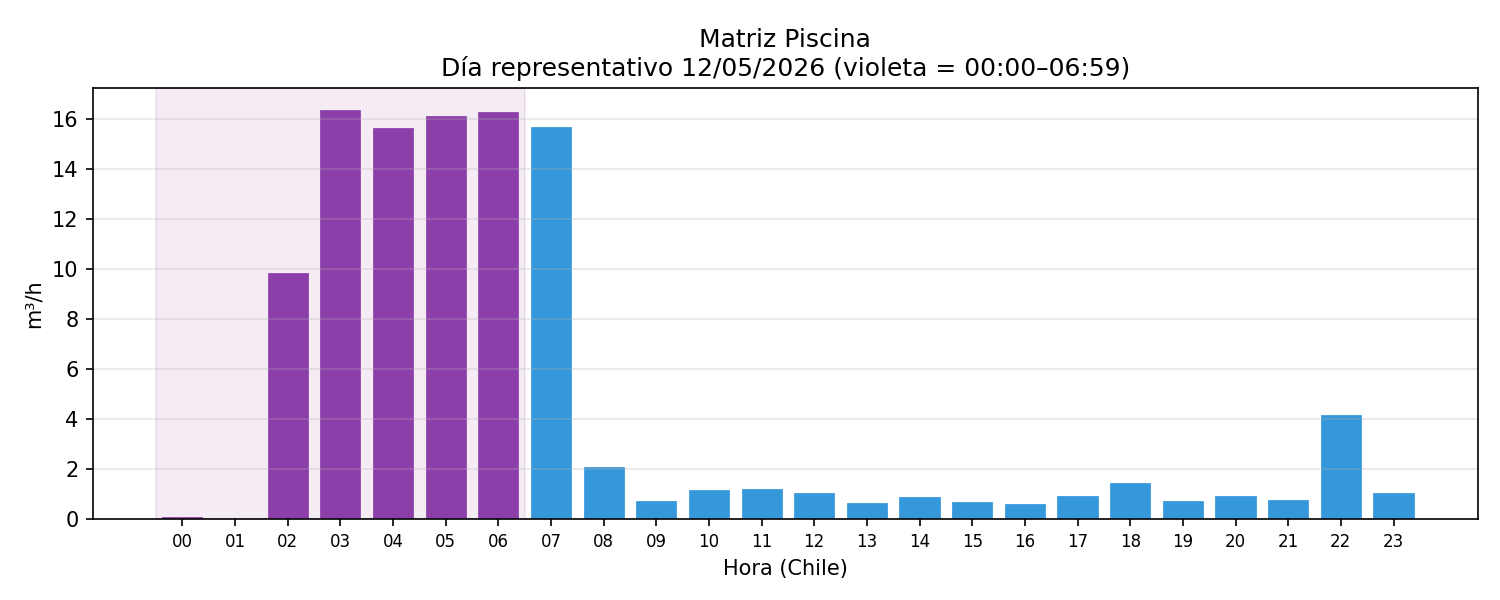 Matriz Piscina
Día representativo 12/05/2026 (violeta = 00:00–06:59)
m³/h
16
14
12
10
8
6
4
2
0
00 01 02 03 04 05 06 07 08 09 10 11 12 13 14 15 16 17 18 19 20 21 22 23
Hora (Chile)